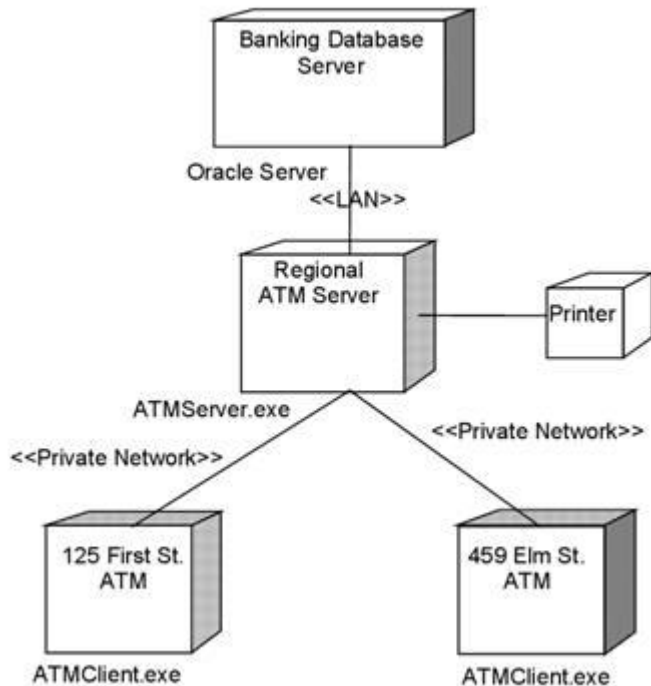 Banking Database
Server
Oracle Server
<<LAN>>
Regional
ATM Server
Printer
ATMServer.exe
<<Private Network>>
<<Private Network>>
125 First St.
ATM
459 Elm St.
ATM
ATMClient.exe
ATMClient.exe